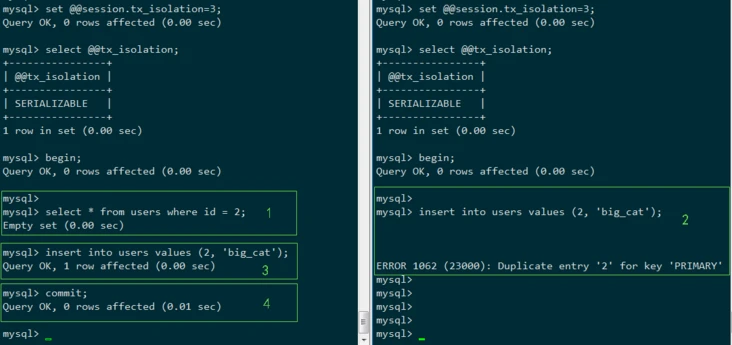 mysql> set @@session.tx_isolation=3;
Query OK, 0 rows affected (0.00 sec)
mysql> select @@tx_isolation;
+----------------+
| @@tx_isolation |
+----------------+
| SERIALIZABLE   |
+----------------+
1 row in set (0.00 sec)
mysql> begin;
Query OK, 0 rows affected (0.00 sec)
mysql>
mysql> select * from users where id = 2; 1
Empty set (0.00 sec)
mysql> insert into users values (2, 'big_cat');
Query OK, 1 row affected (0.00 sec) 3
mysql> commit;
Query OK, 0 rows affected (0.01 sec) 4
mysql>
mysql> set @@session.tx_isolation=3;
Query OK, 0 rows affected (0.00 sec)
mysql> select @@tx_isolation;
+----------------+
| @@tx_isolation |
+----------------+
| SERIALIZABLE   |
+----------------+
1 row in set (0.00 sec)
mysql> begin;
Query OK, 0 rows affected (0.00 sec)
mysql>
mysql> insert into users values (2, 'big_cat'); 2
ERROR 1062 (23000): Duplicate entry '2' for key 'PRIMARY'
mysql>
mysql>
mysql>
mysql>
mysql>